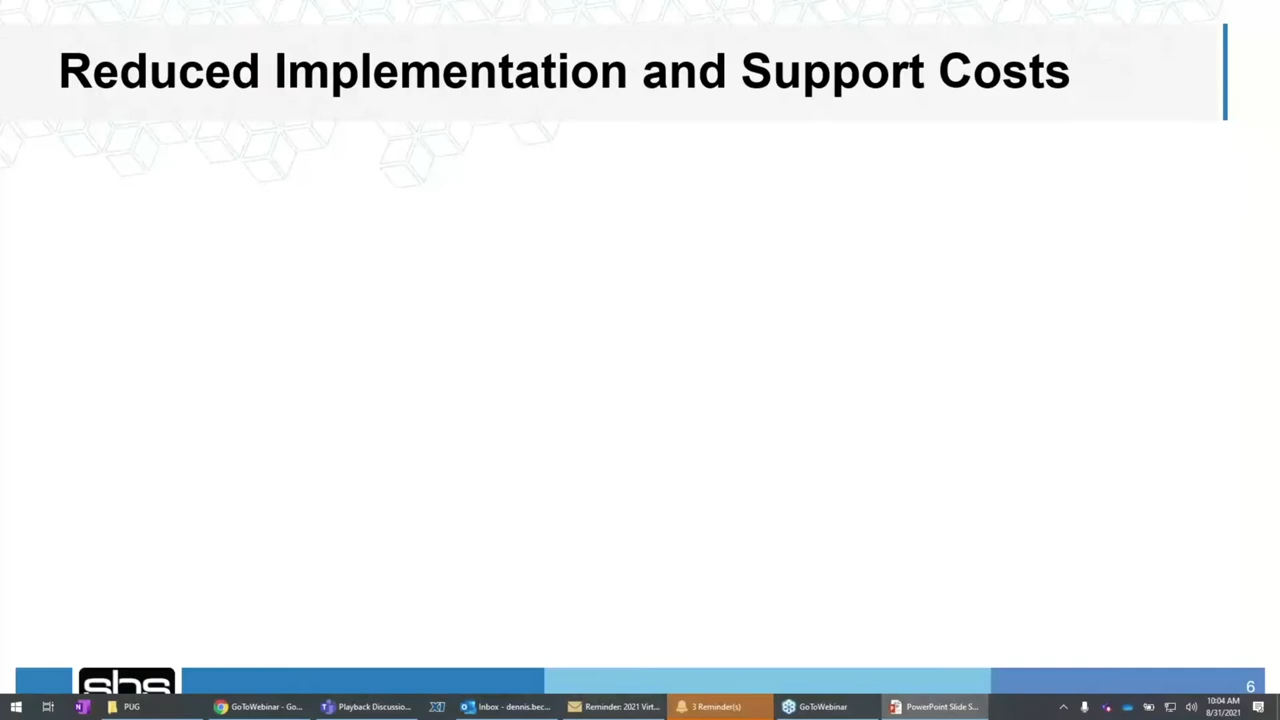 Reduced Implementation and Support Costs
sbs
6
PUG
GoToWebinar - Go...
Playback Discussio...
Inbox - dennis.bec...
Reminder: 2021 Virt...
3 Reminder(s)
GoToWebinar
PowerPoint Slide S...
10:04 AM
8/31/2021